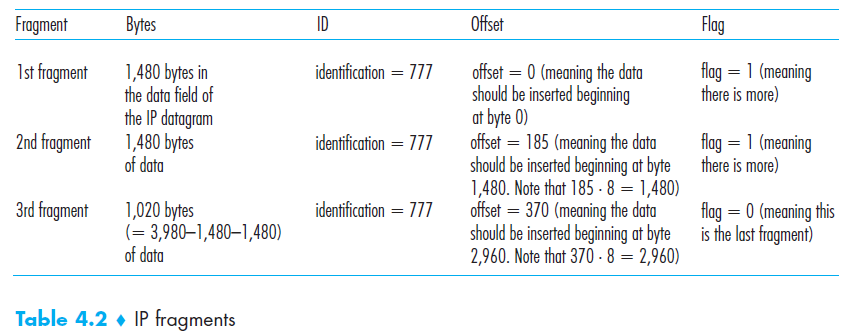 Fragment Bytes ID Offset Flag
1st fragment 1,480 bytes in identification = 777 offset = 0 (meaning the data flag = 1 (meaning
the data field of should be inserted beginning there is more)
the IP datagram at byte 0)
2nd fragment 1,480 bytes identification = 777 offset = 185 (meaning the data flag = 1 (meaning
of data should be inserted beginning at byte there is more)
1,480. Note that 185 · 8 = 1,480)
3rd fragment 1,020 bytes identification = 777 offset = 370 (meaning the data flag = 0 (meaning this
(= 3,980–1,480–1,480) should be inserted beginning at byte is the last fragment)
of data 2,960. Note that 370 · 8 = 2,960)
Table 4.2 ♦ IP fragments